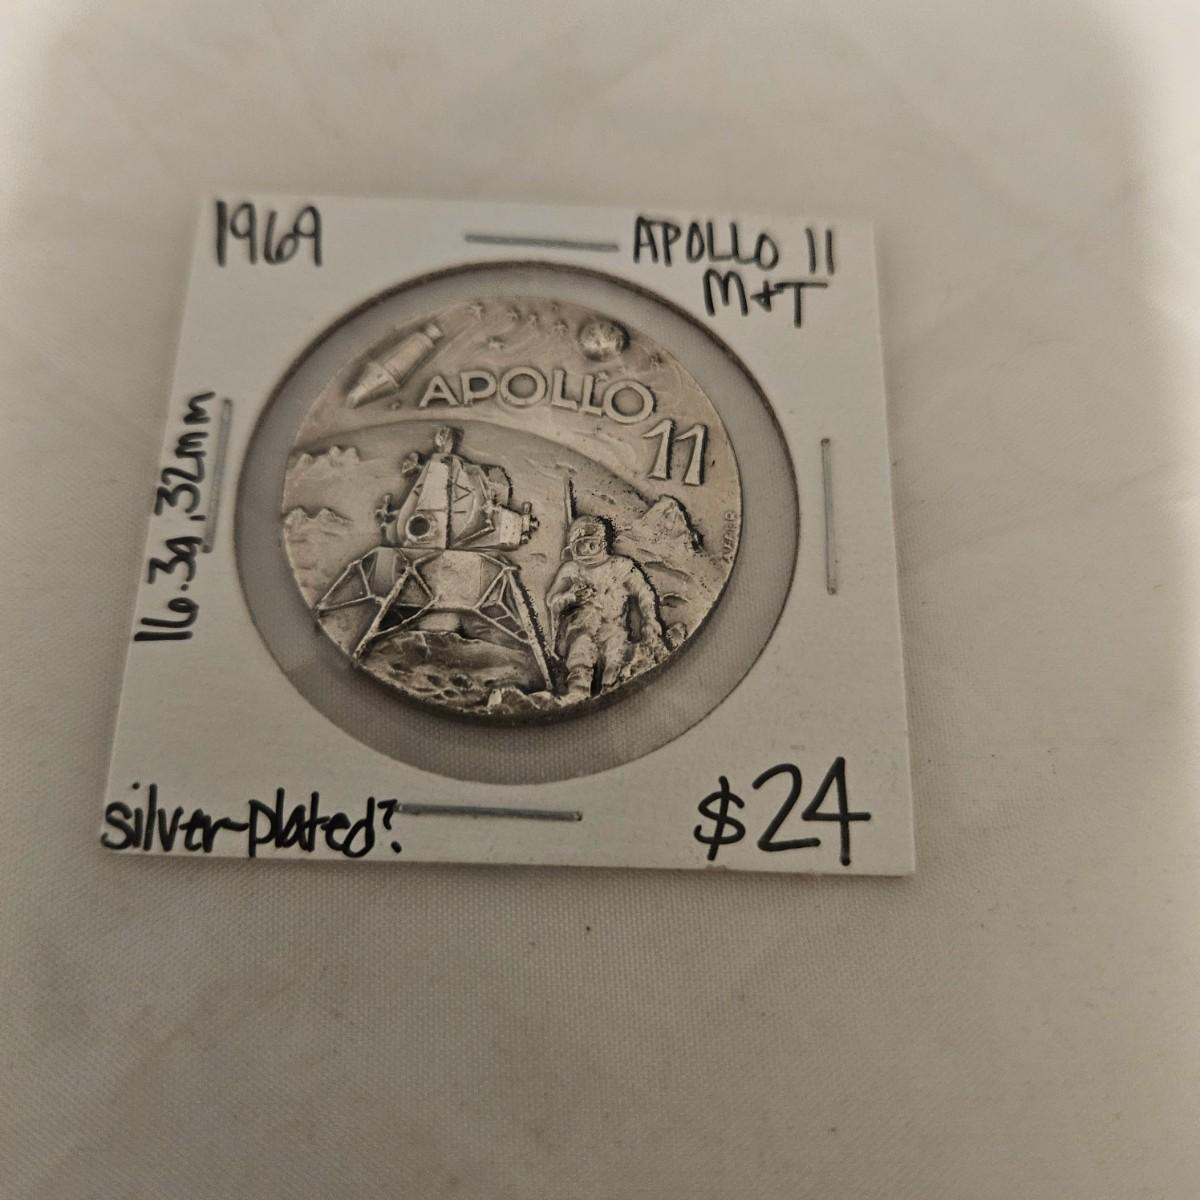 1969
APOLLO 11
M+T
16.3g, 32mm
APOLLO
11
silver-plated?
$24